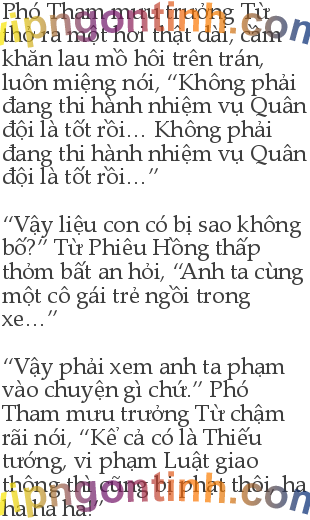 Phó Tham mưu trưởng Từ
thở ra một hơi thật dài, cầm
khăn lau mồ hôi trên trán,
luôn miệng nói, “Không phải
đang thi hành nhiệm vụ Quân
đội là tốt rồi… Không phải
đang thi hành nhiệm vụ Quân
đội là tốt rồi…”
“Vậy liệu con có bị sao không
bố?” Từ Phiêu Hồng thấp
thỏm bất an hỏi, “Anh ta cùng
một cô gái trẻ ngồi trong
xe…”
“Vậy phải xem anh ta phạm
vào chuyện gì chứ.” Phó
Tham mưu trưởng Từ chậm
rãi nói, “Kể cả có là Thiếu
tướng, vi phạm Luật giao
thông thì cũng bị phạt thôi, ha
ha ha ha.”
vipngontinh.com
vipngontinh.com